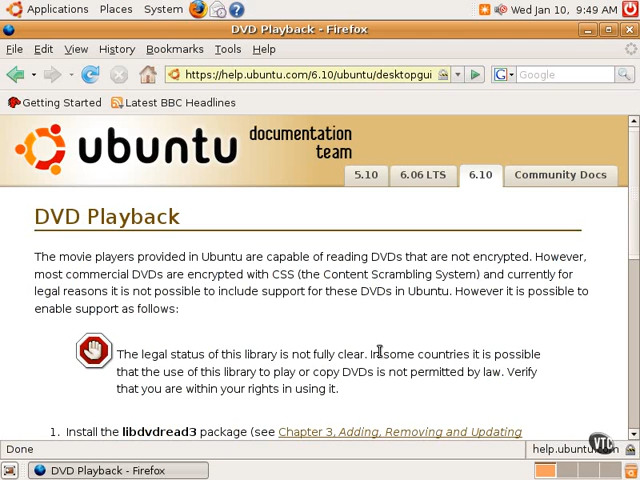 Applications Places System Wed Jan 10, 9:49 AM
DVD Playback - Firefox
File Edit View History Bookmarks Tools Help
https://help.ubuntu.com/6.10/ubuntu/desktopgui G Google
Getting Started Latest BBC Headlines
ubuntu documentation
team
5.10 6.06 LTS 6.10 Community Docs
DVD Playback
The movie players provided in Ubuntu are capable of reading DVDs that are not encrypted. However,
most commercial DVDs are encrypted with CSS (the Content Scrambling System) and currently for
legal reasons it is not possible to include support for these DVDs in Ubuntu. However it is possible to
enable support as follows:
The legal status of this library is not fully clear. In some countries it is possible
that the use of this library to play or copy DVDs is not permitted by law. Verify
that you are within your rights in using it.
1. Install the libdvdread3 package (see Chapter 3, Adding, Removing and Updating
Done help.ubuntu.com
VTC
DVD Playback - Firefox